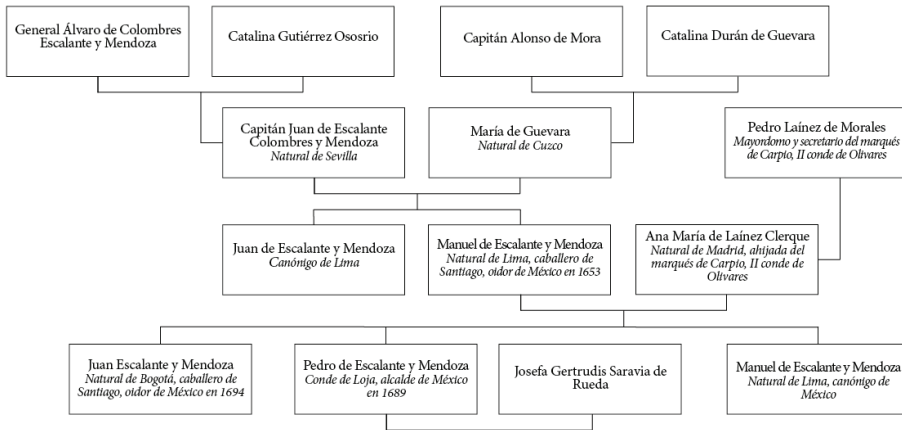 General Álvaro de Colombres
Escalante y Mendoza
Catalina Gutiérrez Ososrio
Capitán Alonso de Mora
Catalina Durán de Guevara
Capitán Juan de Escalante
Colombres y Mendoza
Natural de Sevilla
María de Guevara
Natural de Cuzco
Pedro Laínez de Morales
Mayordomo y secretario del marqués
de Carpio, II conde de Olivares
Juan de Escalante y Mendoza
Canónigo de Lima
Manuel de Escalante y Mendoza
Natural de Lima, caballero de
Santiago, oidor de México en 1653
Ana María de Laínez Clerque
Natural de Madrid, ahijada del
marqués de Carpio, II conde de
Olivares
Juan Escalante y Mendoza
Natural de Bogotá, caballero de
Santiago, oidor de México en 1694
Pedro de Escalante y Mendoza
Conde de Loja, alcalde de México
en 1689
Josefa Gertrudis Saravia de
Rueda
Manuel de Escalante y Mendoza
Natural de Lima, canónigo de
México